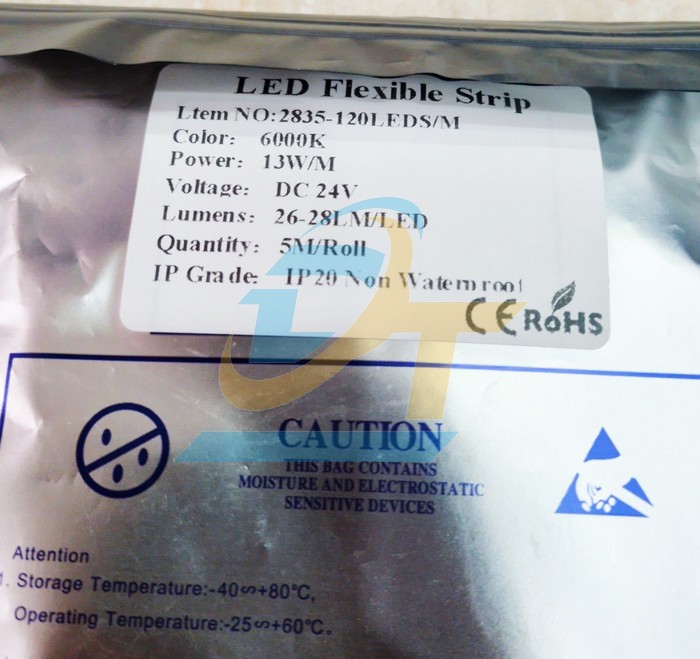 LED Flexible Strip
Ltem NO:2835-120LEDS/M
Color: 6000K
Power: 13W/M
Voltage: DC 24V
Lumens: 26-28LM/LED
Quantity: 5M/Roll
IP Grade: IP20 Non Waterproof
CE RoHS
CAUTION
THIS BAG CONTAINS
MOISTURE AND ELECTROSTATIC
SENSITIVE DEVICES
Attention
1. Storage Temperature:-40∽+80℃,
Operating Temperature:-25∽+60℃。